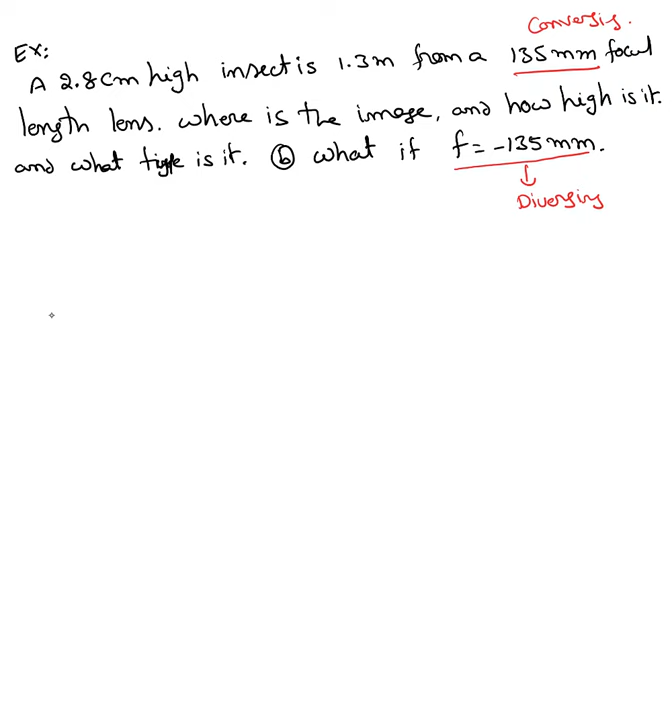 Conversis.
Ex:
A 2.8cm high insect is 1.3m from a 135mm focal
length lens. where is the image, and how high is it.
and what type is it. ⓑ what if f = -135mm.
↓
Diversing